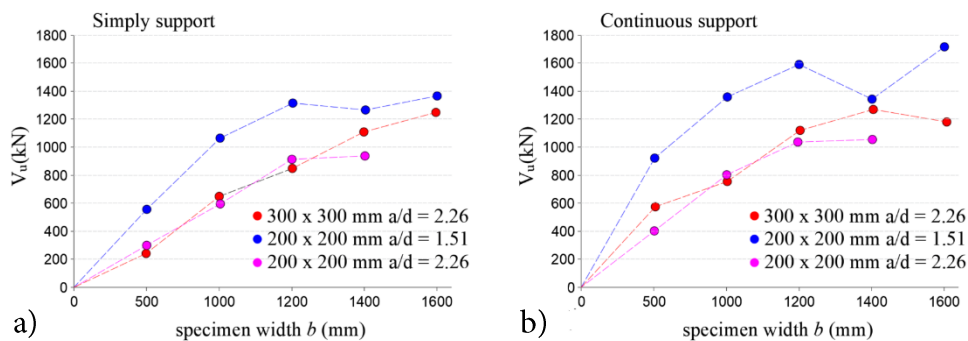 Simply support
1800
1600
1400
1200
1000
800
600
400
200
0
Vu(kN)
300 x 300 mm a/d = 2.26
200 x 200 mm a/d = 1.51
200 x 200 mm a/d = 2.26
0 500 1000 1200 1400 1600
specimen width b (mm)
a)
Continuous support
1800
1600
1400
1200
1000
800
600
400
200
0
Vu(kN)
300 x 300 mm a/d = 2.26
200 x 200 mm a/d = 1.51
200 x 200 mm a/d = 2.26
0 500 1000 1200 1400 1600
specimen width b (mm)
b)